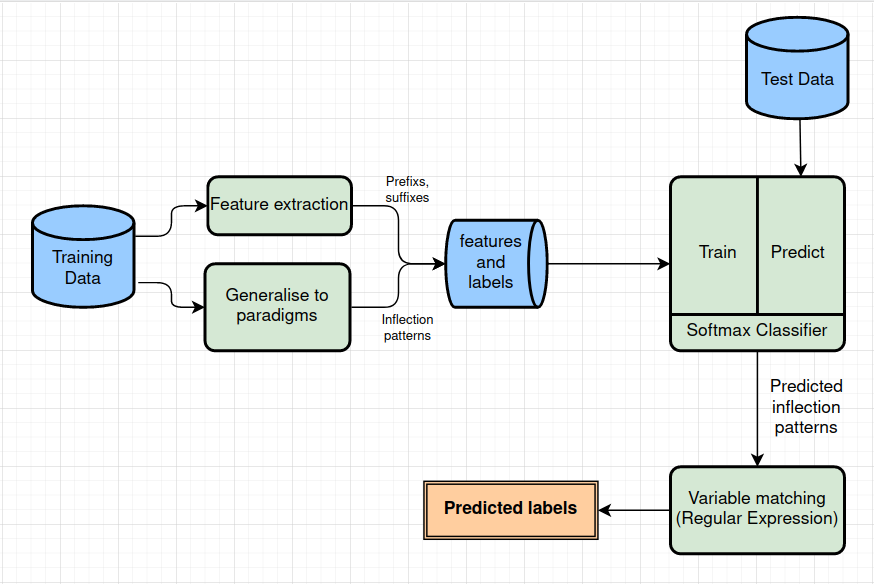 Test Data
Training
Data
Feature extraction
Prefixs,
suffixes
Generalise to
paradigms
Inflection
patterns
features
and
labels
Train
Predict
Softmax Classifier
Predicted
inflection
patterns
Variable matching
(Regular Expression)
Predicted labels